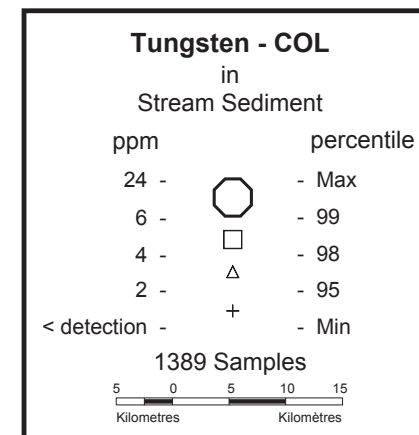 Tungsten - COL
in
Stream Sediment
ppm percentile
24 - - Max
6 - - 99
4 - - 98
2 - - 95
< detection - - Min
1389 Samples
5 0 5 10 15
Kilometres Kilomètres